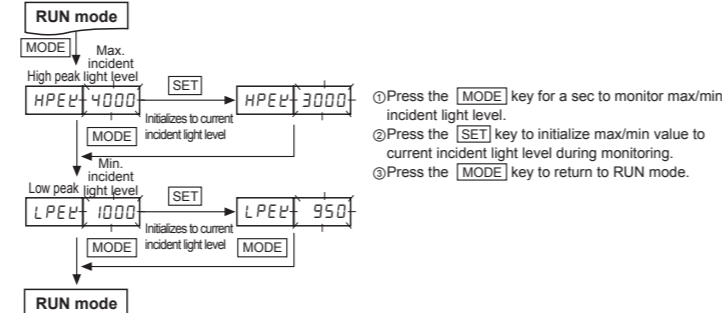 RUN mode
MODE
Max.
incident
High peak light level
SET
HPEK 4000
HPEK 3000
Initializes to current
incident light level
MODE
Min.
incident
Low peak light level
SET
LPEK 1000
LPEK 950
Initializes to current
incident light level
MODE
MODE
RUN mode
①Press the MODE key for a sec to monitor max/min
incident light level.
②Press the SET key to initialize max/min value to
current incident light level during monitoring.
③Press the MODE key to return to RUN mode.